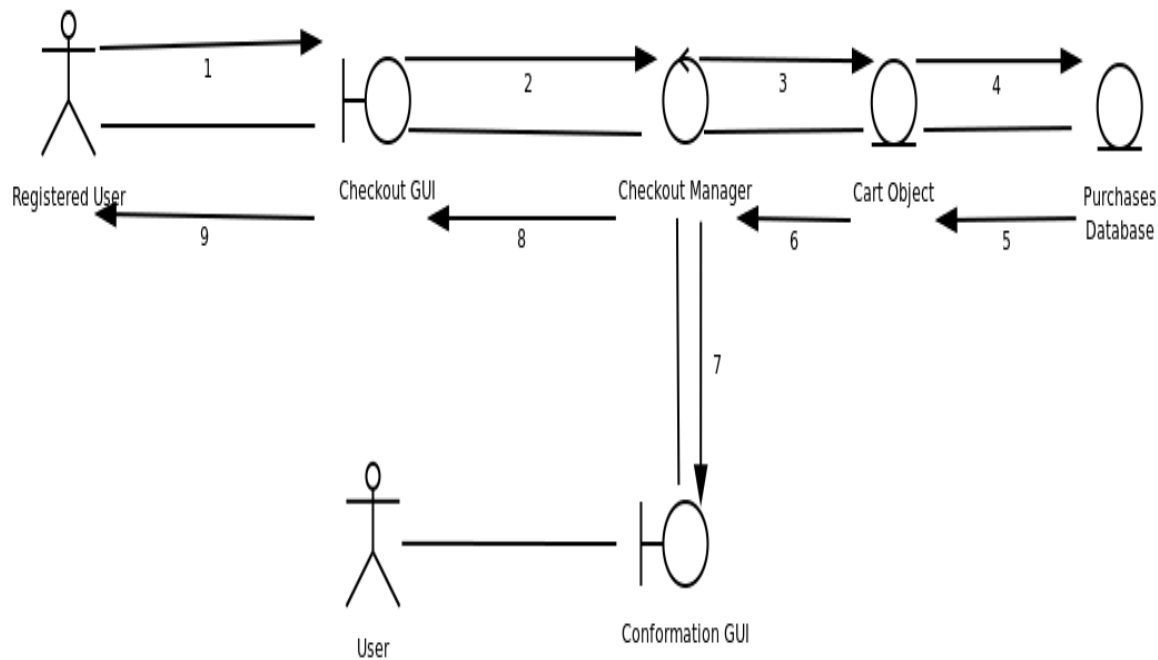 1
2
3
4
Registered User
Checkout GUI
Checkout Manager
Cart Object
Purchases
Database
9
8
6
5
7
User
Conformation GUI